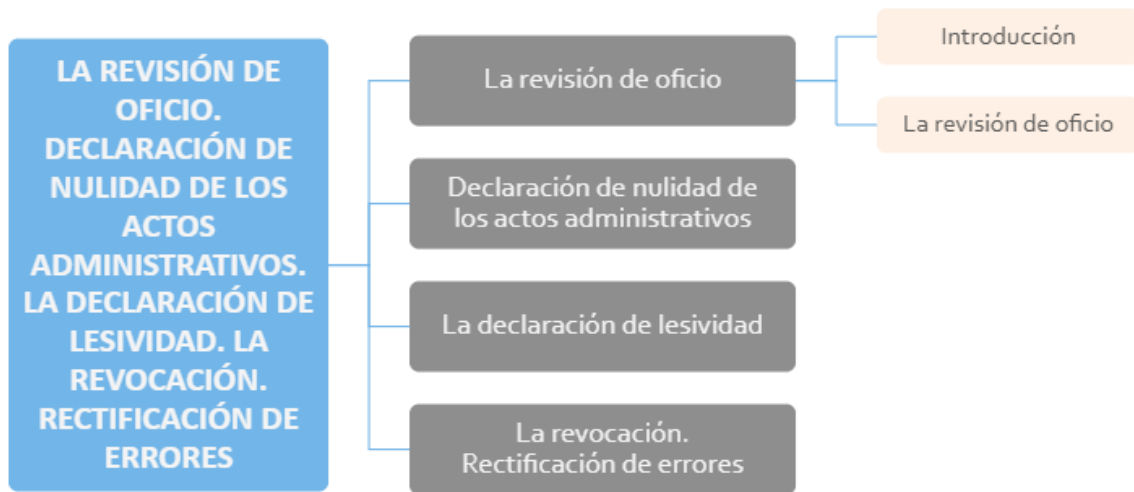 LA REVISIÓN DE
OFICIO.
DECLARACIÓN DE
NULIDAD DE LOS
ACTOS
ADMINISTRATIVOS.
LA DECLARACIÓN DE
LESIVIDAD. LA
REVOCACIÓN.
RECTIFICACIÓN DE
ERRORES
La revisión de oficio
Introducción
La revisión de oficio
Declaración de nulidad de
los actos administrativos
La declaración de lesividad
La revocación.
Rectificación de errores